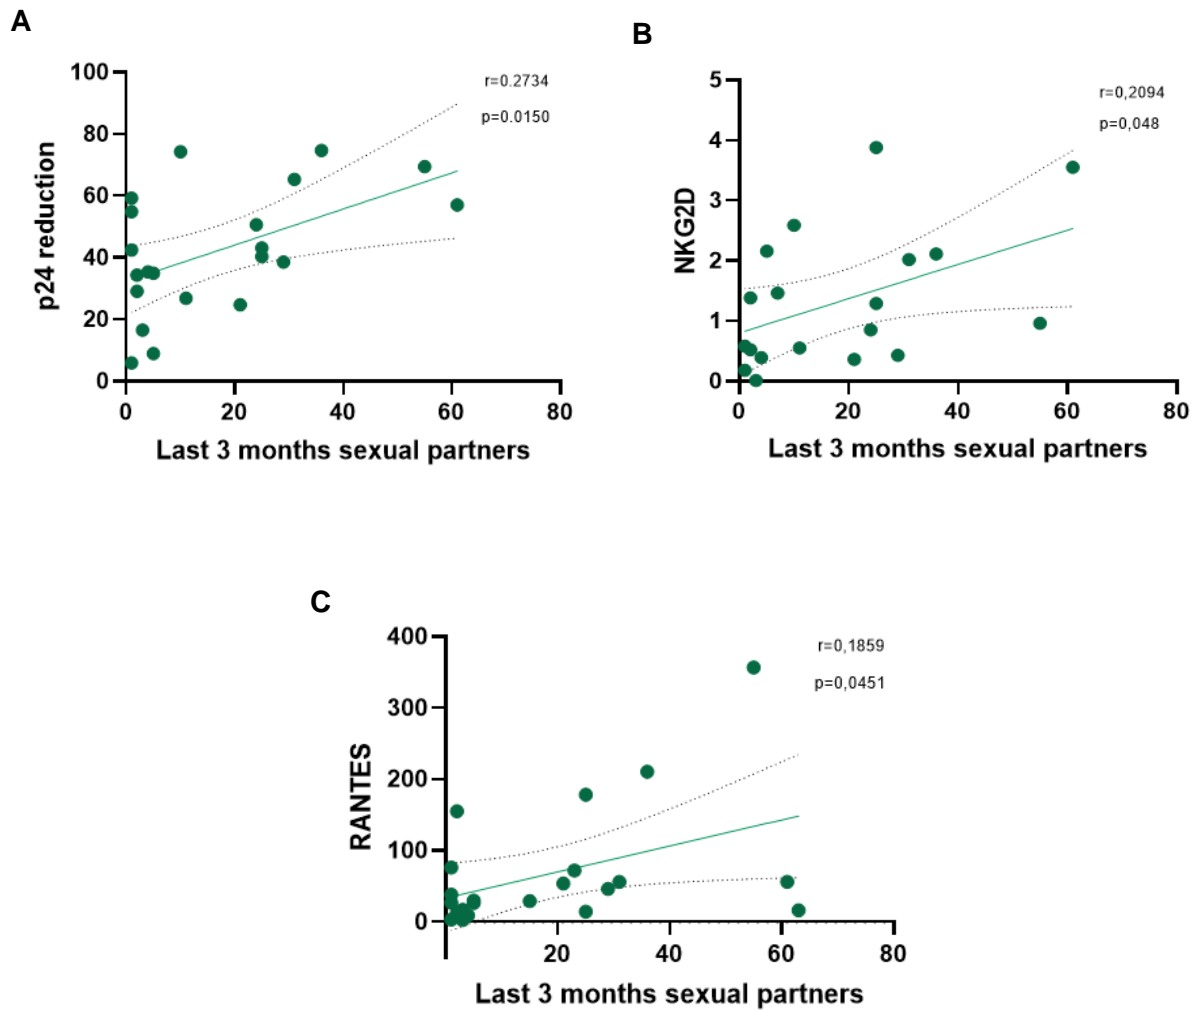 A
r=0.2734
p=0.0150
100
80
60
40
20
0
p24 reduction
0 20 40 60 80
Last 3 months sexual partners
B
r=0,2094
p=0,048
5
4
3
2
1
0
NKG2D
0 20 40 60 80
Last 3 months sexual partners
C
r=0,1859
p=0,0451
400
300
200
100
0
RANTES
20 40 60 80
Last 3 months sexual partners